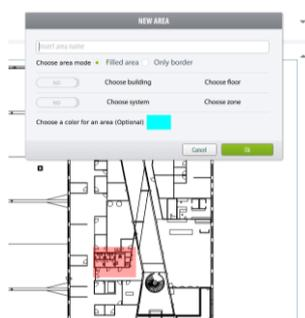 NEW AREA
Insert area name
Choose area mode Filled area Only border
NO Choose building Choose floor
NO Choose system Choose zone
Choose a color for an area (Optional)
Cancel Ok